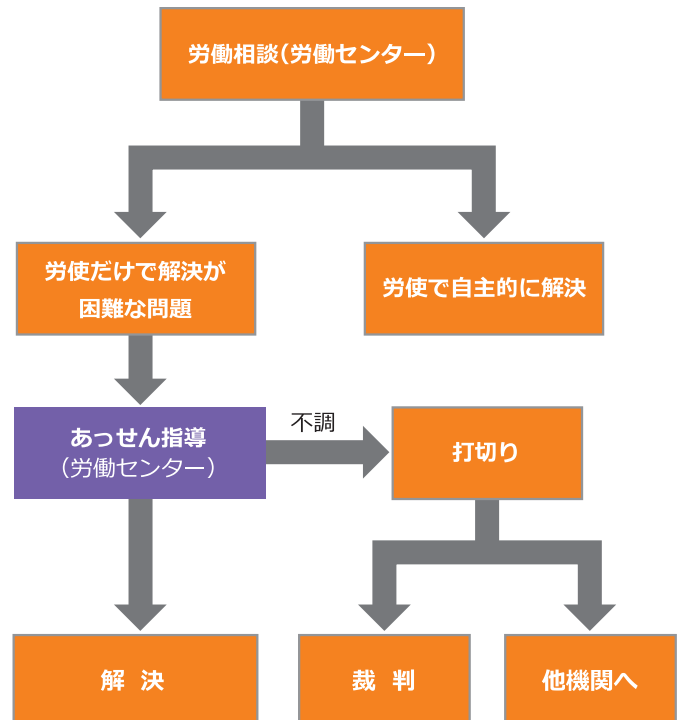 労働相談(労働センター)
労使だけで解決が
困難な問題
労使で自主的に解決
あっせん指導
(労働センター)
不調
打切り
解 決
裁 判
他機関へ